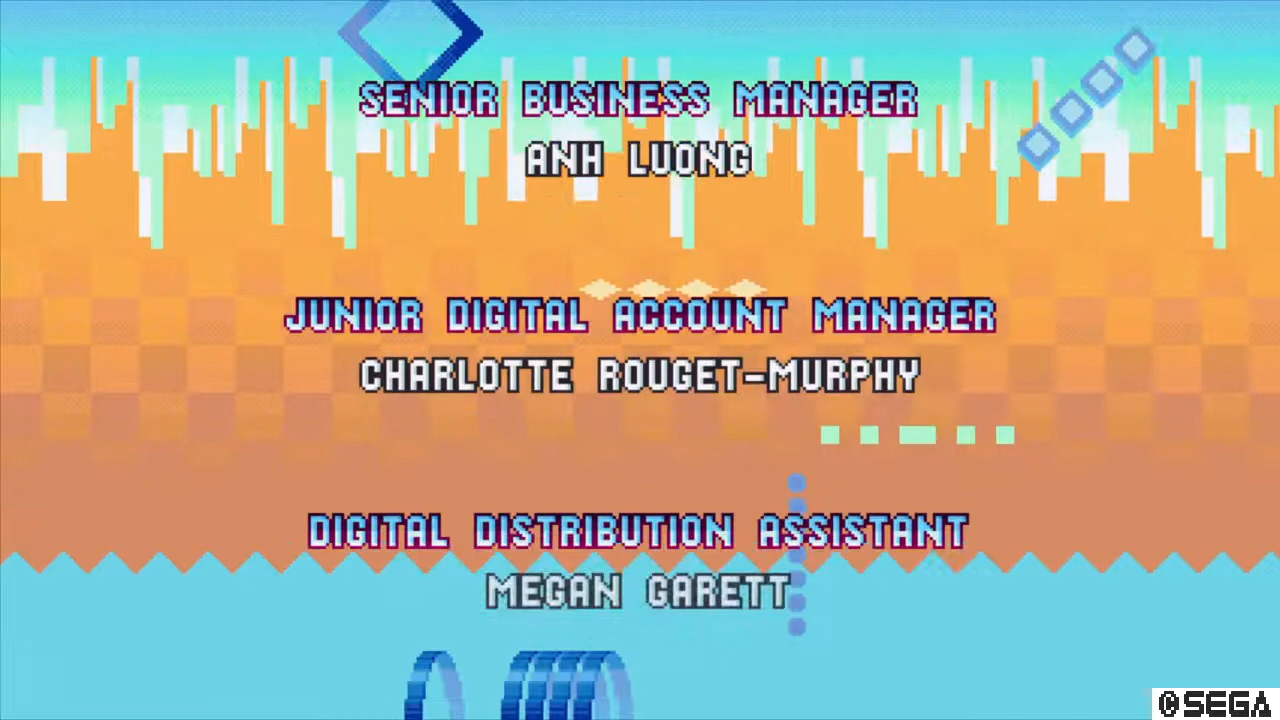 SENIOR BUSINESS MANAGER
ANH LUONG
JUNIOR DIGITAL ACCOUNT MANAGER
CHARLOTTE ROUGET-MURPHY
DIGITAL DISTRIBUTION ASSISTANT
MEGAN GARETT
©SEGA